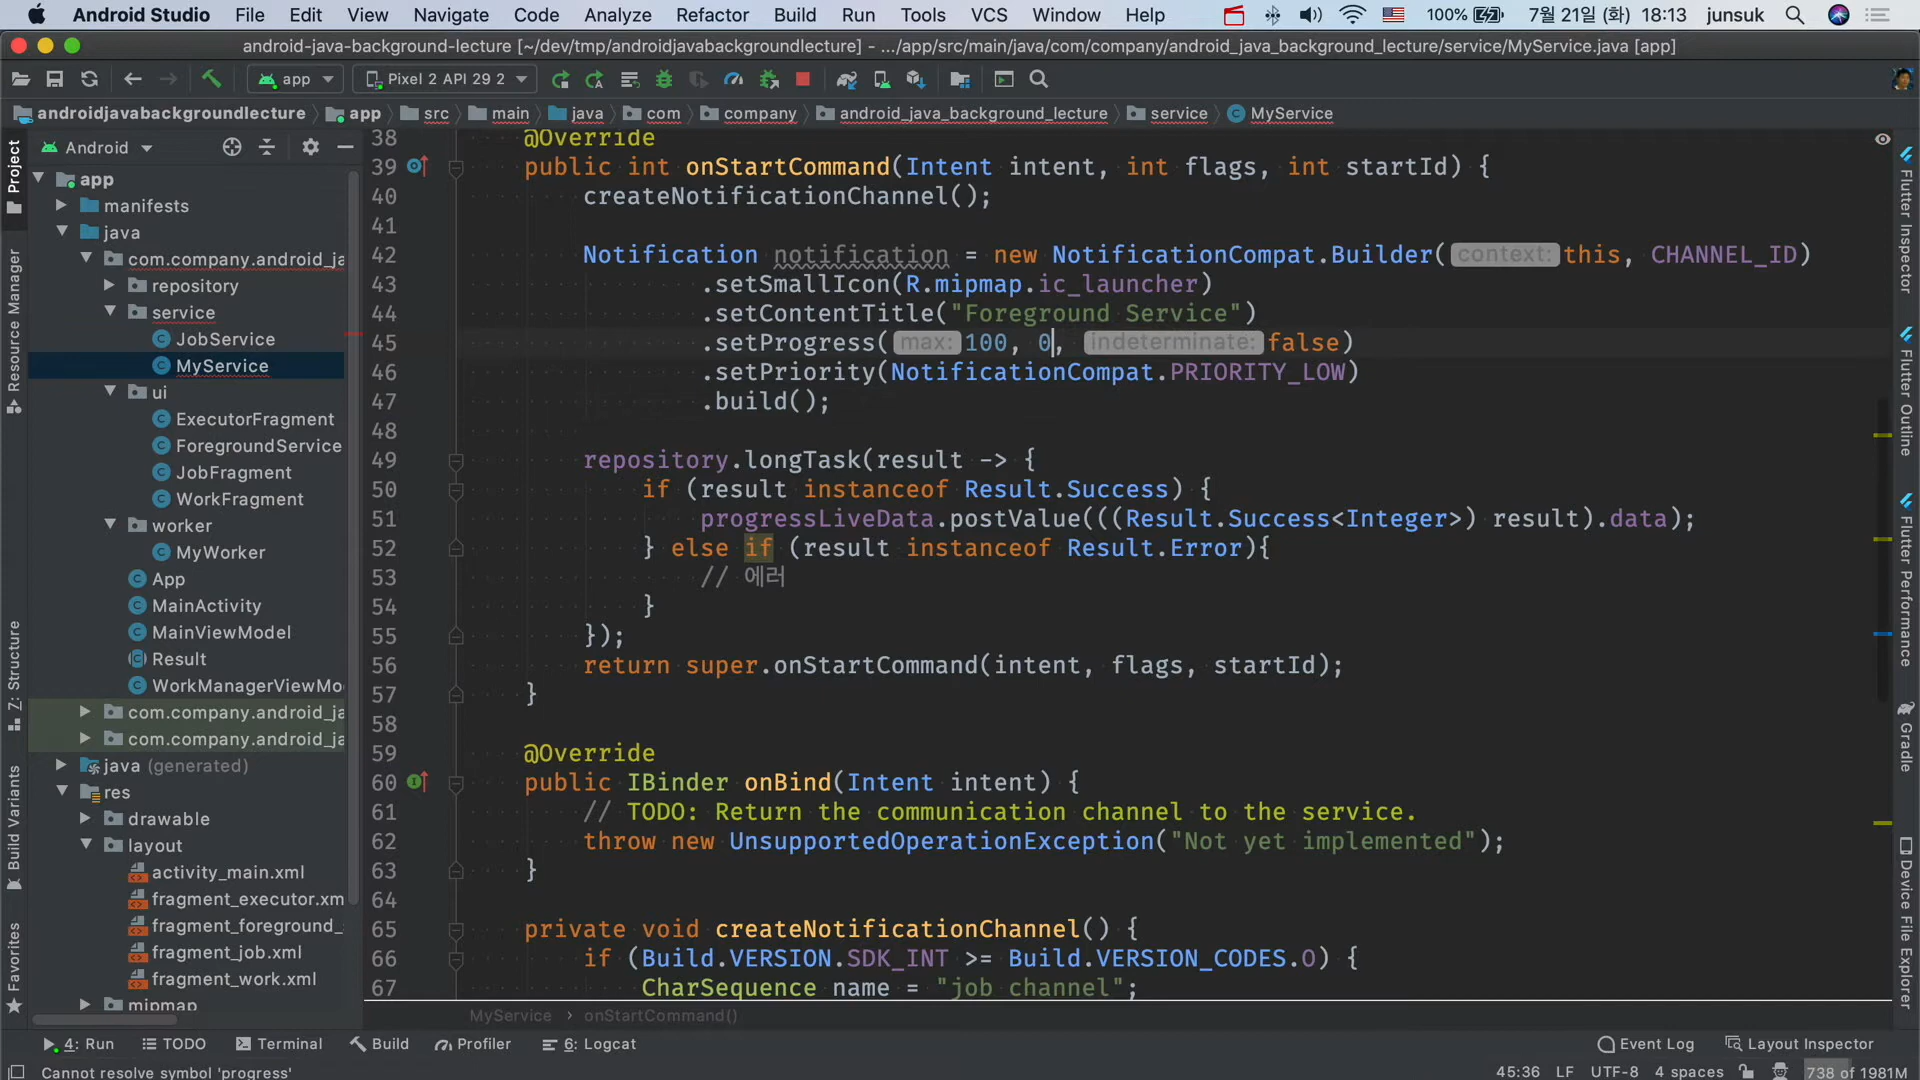 Android Studio File Edit View Navigate Code Analyze Refactor Build Run Tools VCS Window Help 100% 7월 21일 (화) 18:13 junsuk
android-java-background-lecture [~/dev/tmp/androidjavabackgroundlecture] – .../app/src/main/java/com/company/android_java_background_lecture/service/MyService.java [app]
app Pixel 2 API 29 2
androidjavabackgroundlecture app src main java com company android_java_background_lecture service MyService
Android
app
manifests
java
com.company.android_ja
repository
service
JobService
MyService
ui
ExecutorFragment
ForegroundService
JobFragment
WorkFragment
worker
MyWorker
App
MainActivity
MainViewModel
Result
WorkManagerViewMo
com.company.android_ja
com.company.android_ja
java (generated)
res
drawable
layout
activity_main.xml
fragment_executor.xm
fragment_foreground_
fragment_job.xml
fragment_work.xml
mipmap
Project
Resource Manager
Z: Structure
Build Variants
Favorites
38 @Override
39 public int onStartCommand(Intent intent, int flags, int startId) {
40 createNotificationChannel();
41
42 Notification notification = new NotificationCompat.Builder( context: this, CHANNEL_ID)
43 .setSmallIcon(R.mipmap.ic_launcher)
44 .setContentTitle("Foreground Service")
45 .setProgress( max: 100, 0, indeterminate: false)
46 .setPriority(NotificationCompat.PRIORITY_LOW)
47 .build();
48
49 repository.longTask(result -> {
50 if (result instanceof Result.Success) {
51 progressLiveData.postValue(((Result.Success<Integer>) result).data);
52 } else if (result instanceof Result.Error){
53 // 에러
54 }
55 });
56 return super.onStartCommand(intent, flags, startId);
57 }
58
59 @Override
60 public IBinder onBind(Intent intent) {
61 // TODO: Return the communication channel to the service.
62 throw new UnsupportedOperationException("Not yet implemented");
63 }
64
65 private void createNotificationChannel() {
66 if (Build.VERSION.SDK_INT >= Build.VERSION_CODES.O) {
67 CharSequence name = "job channel";
MyService › onStartCommand()
Flutter Inspector
Flutter Outline
Flutter Performance
Gradle
Device File Explorer
4: Run TODO Terminal Build Profiler 6: Logcat Event Log Layout Inspector
Cannot resolve symbol 'progress' 45:36 LF UTF-8 4 spaces 738 of 1981M